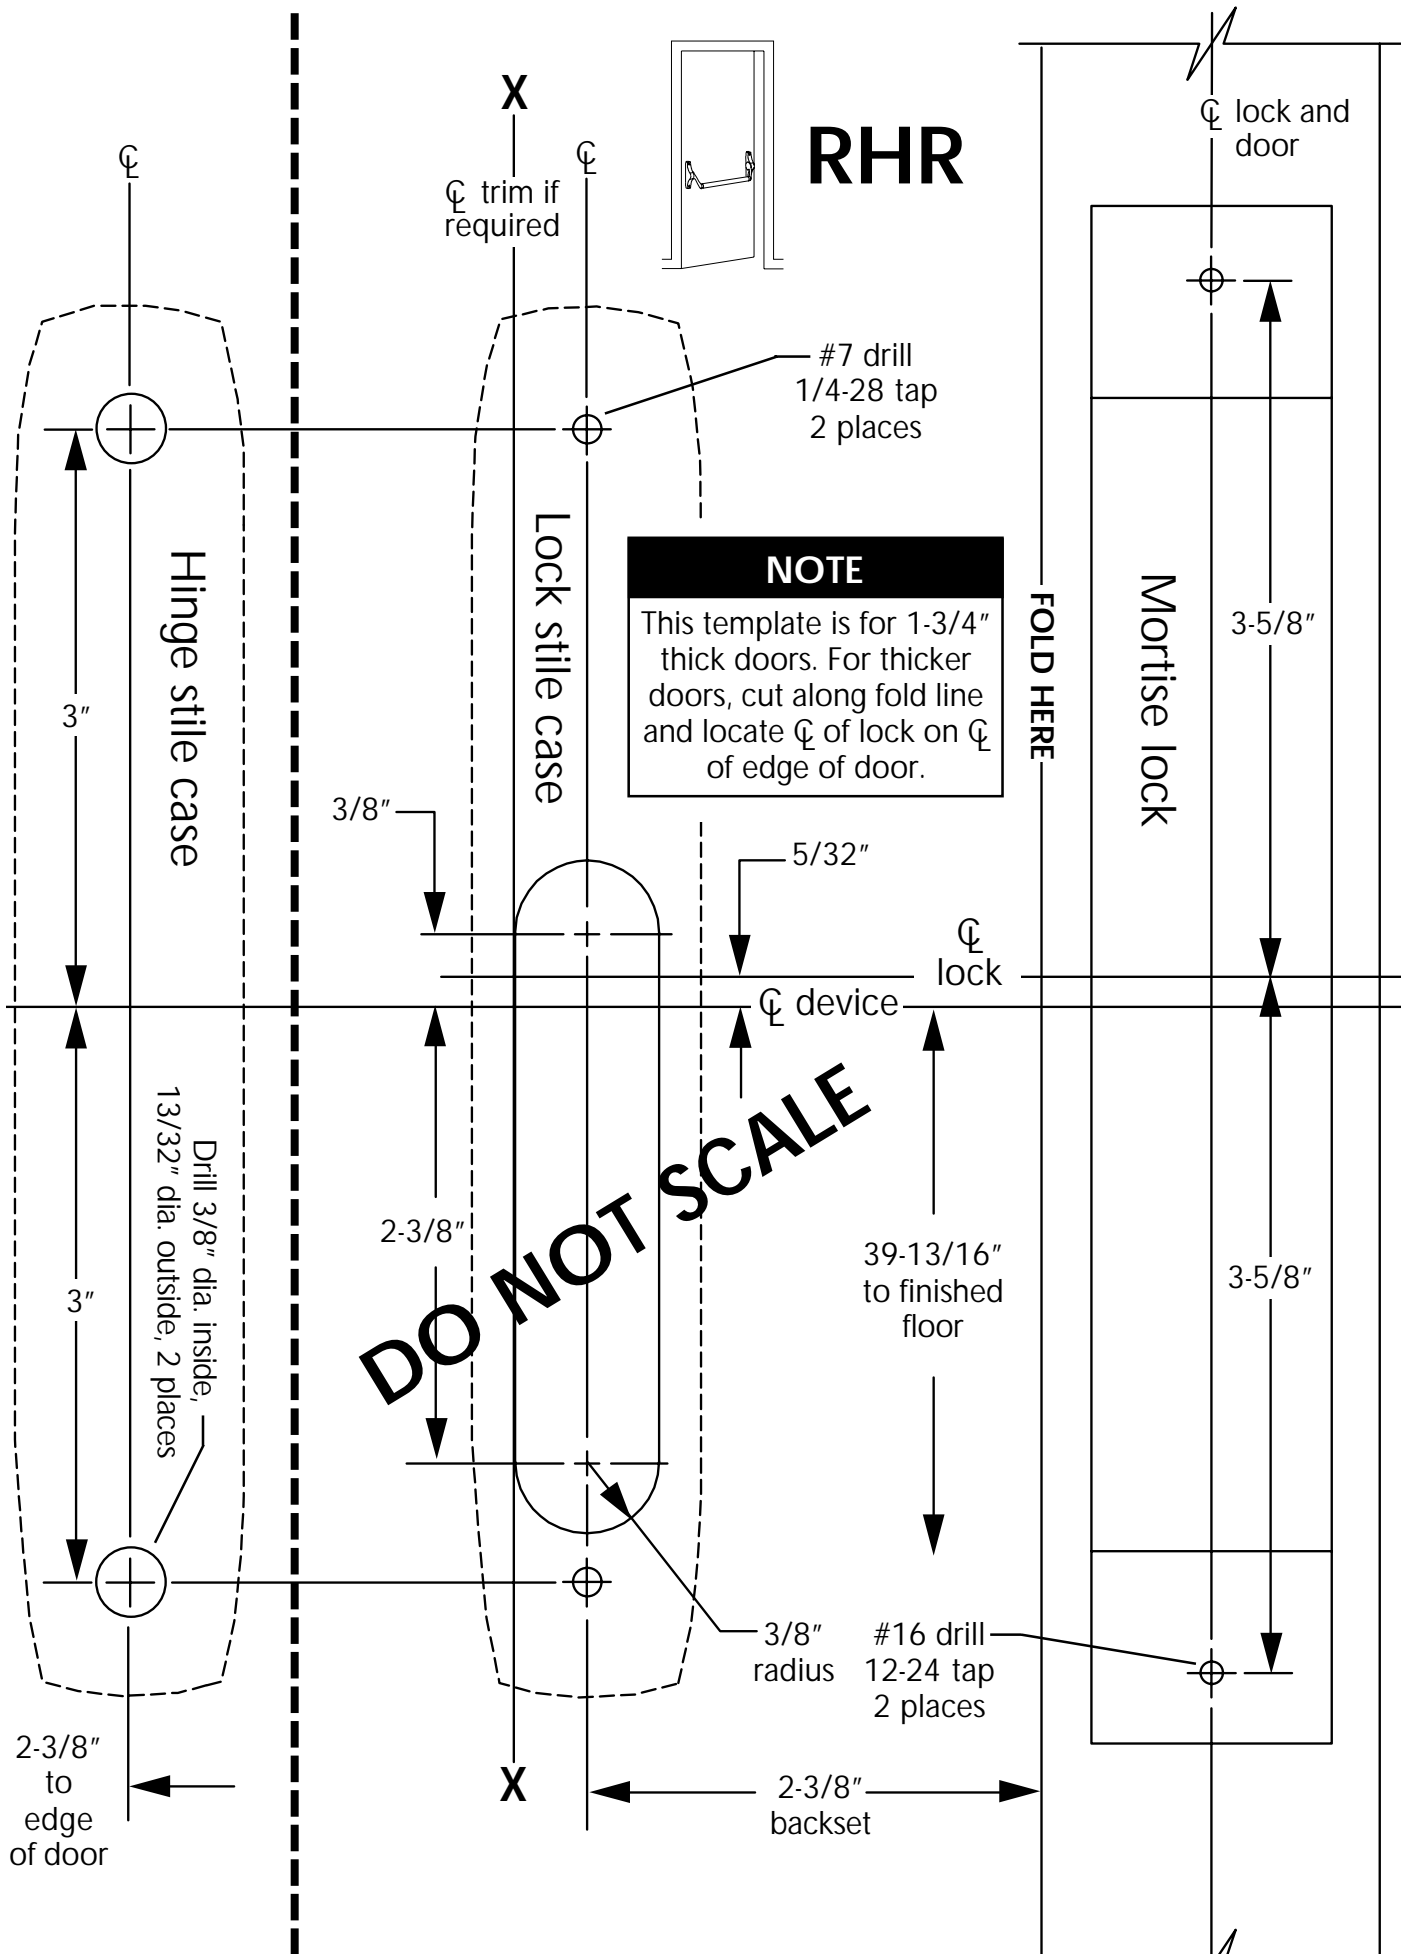 X
RHR
℄ lock and
door
℄
℄
℄ trim if
required
#7 drill
1/4-28 tap
2 places
Hinge stile case
Lock stile case
NOTE
This template is for 1-3/4"
thick doors. For thicker
doors, cut along fold line
and locate ℄ of lock on ℄
of edge of door.
FOLD HERE
Mortise lock
3-5/8"
3"
3/8"
5/32"
℄
lock
℄ device
DO NOT SCALE
Drill 3/8" dia. inside,
13/32" dia. outside, 2 places
2-3/8"
39-13/16"
to finished
floor
3-5/8"
3"
3/8"
radius
#16 drill
12-24 tap
2 places
2-3/8"
to
edge
of door
X
2-3/8"
backset